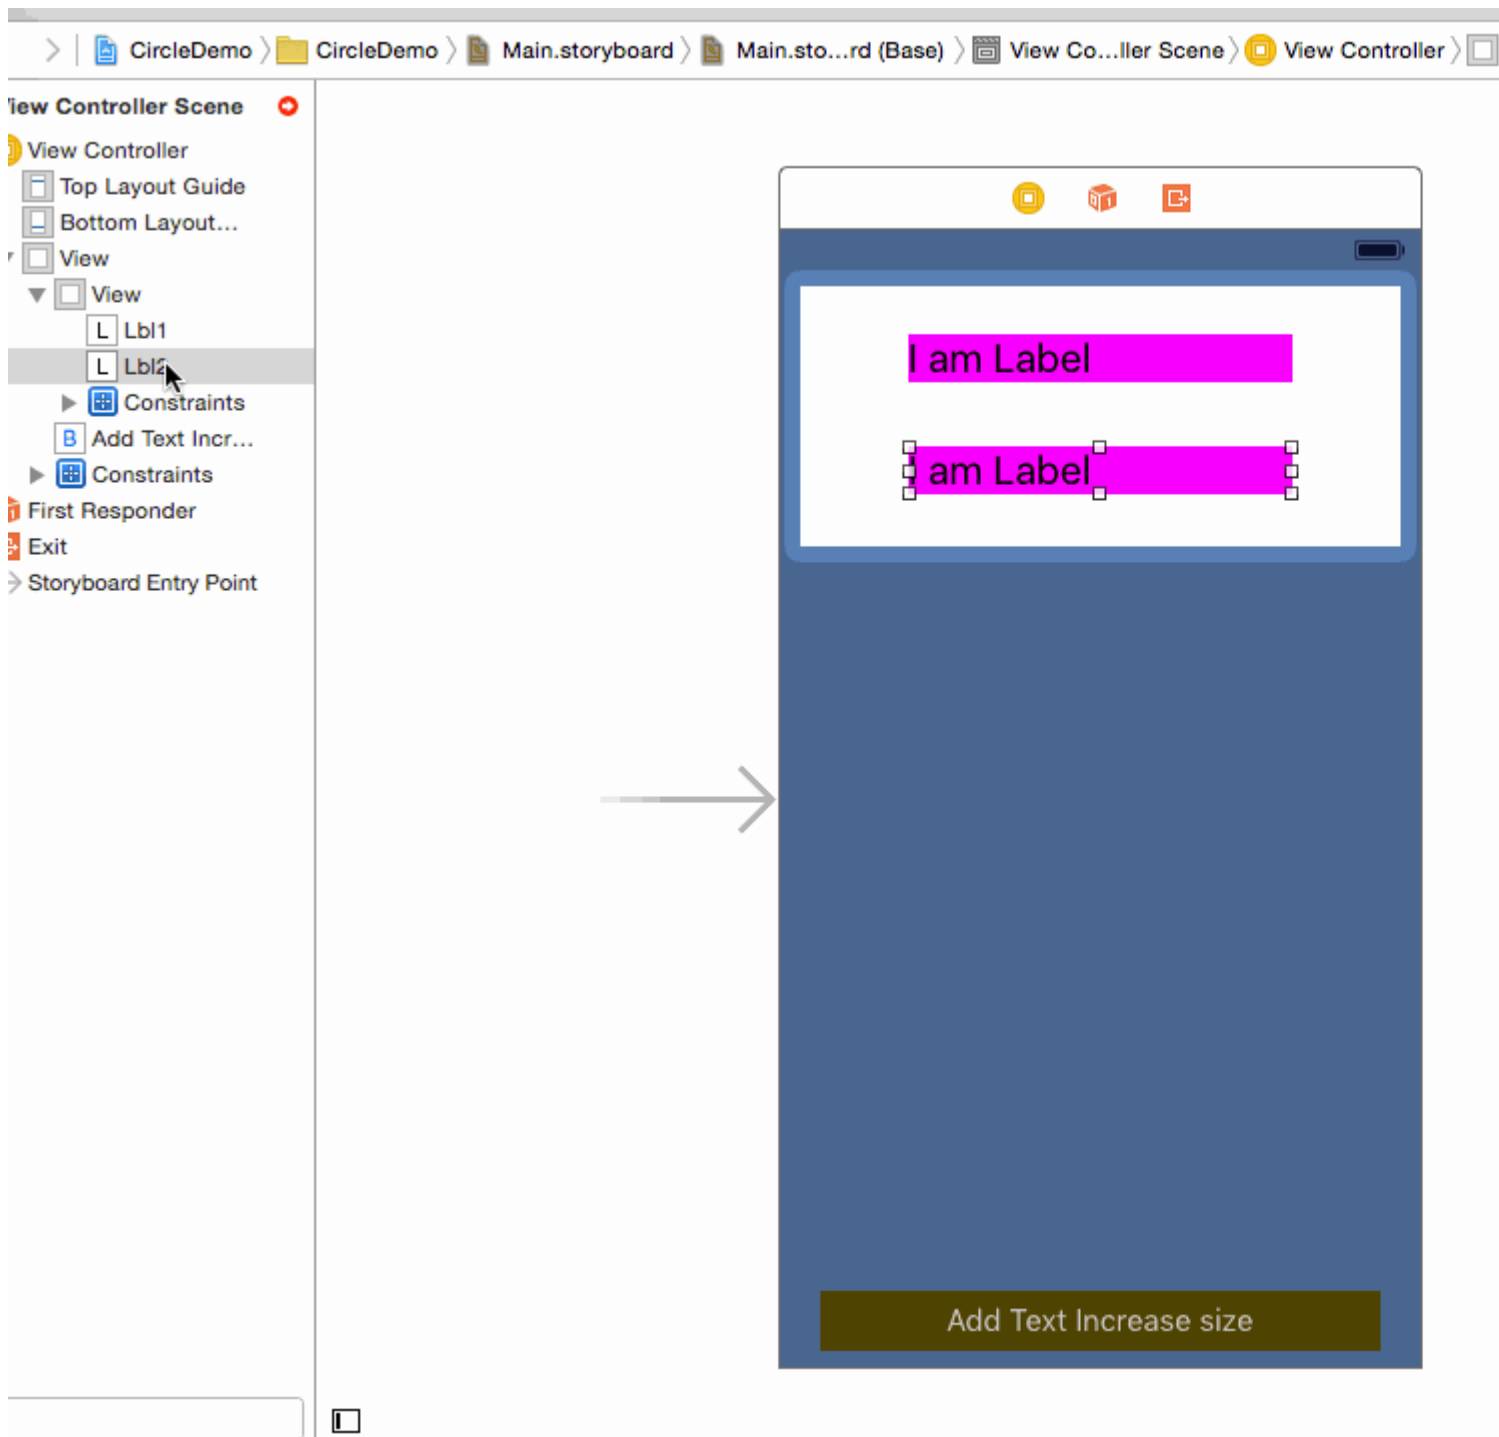 CircleDemo CircleDemo Main.storyboard Main.sto...rd (Base) View Co...ller Scene View Controller
iew Controller Scene
View Controller
Top Layout Guide
Bottom Layout...
View
View
L Lbl1
L Lbl2
Constraints
B Add Text Incr...
Constraints
First Responder
Exit
Storyboard Entry Point
I am Label
I am Label
Add Text Increase size